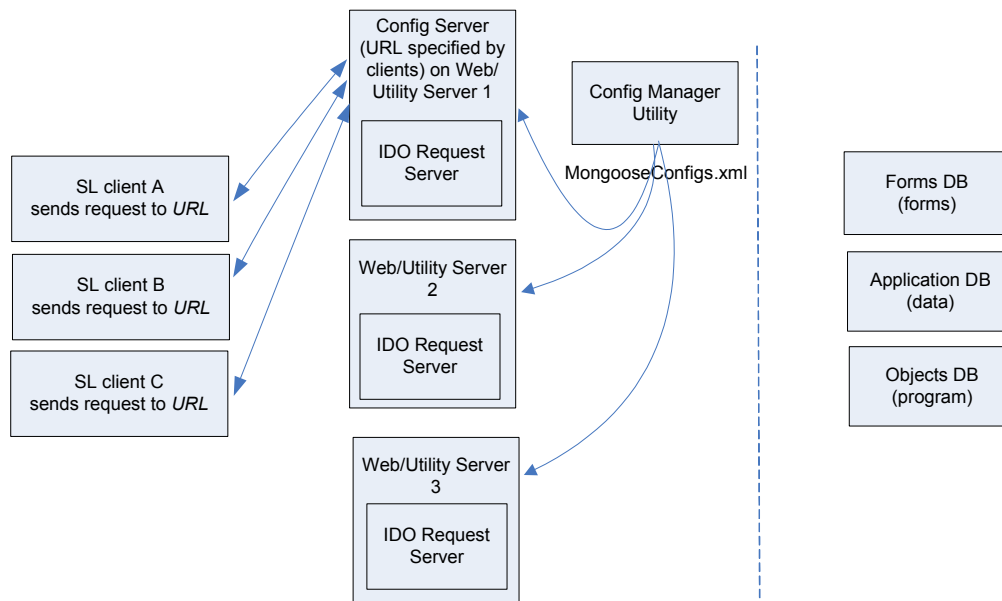 Config Server
(URL specified by
clients) on Web/
Utility Server 1
IDO Request
Server
Config Manager
Utility
MongooseConfigs.xml
SL client A
sends request to URL
SL client B
sends request to URL
SL client C
sends request to URL
Web/Utility Server
2
IDO Request
Server
Web/Utility Server
3
IDO Request
Server
Forms DB
(forms)
Application DB
(data)
Objects DB
(program)